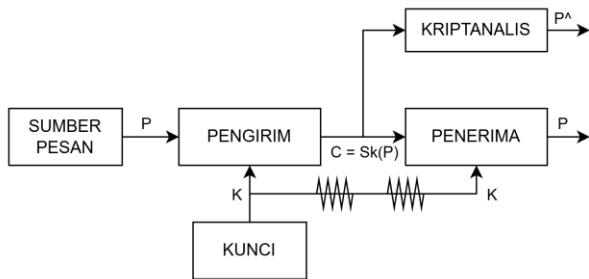 KRIPTANALIS
P^
SUMBER
PESAN
P
PENGIRIM
C = Sk(P)
PENERIMA
P
K
K
KUNCI